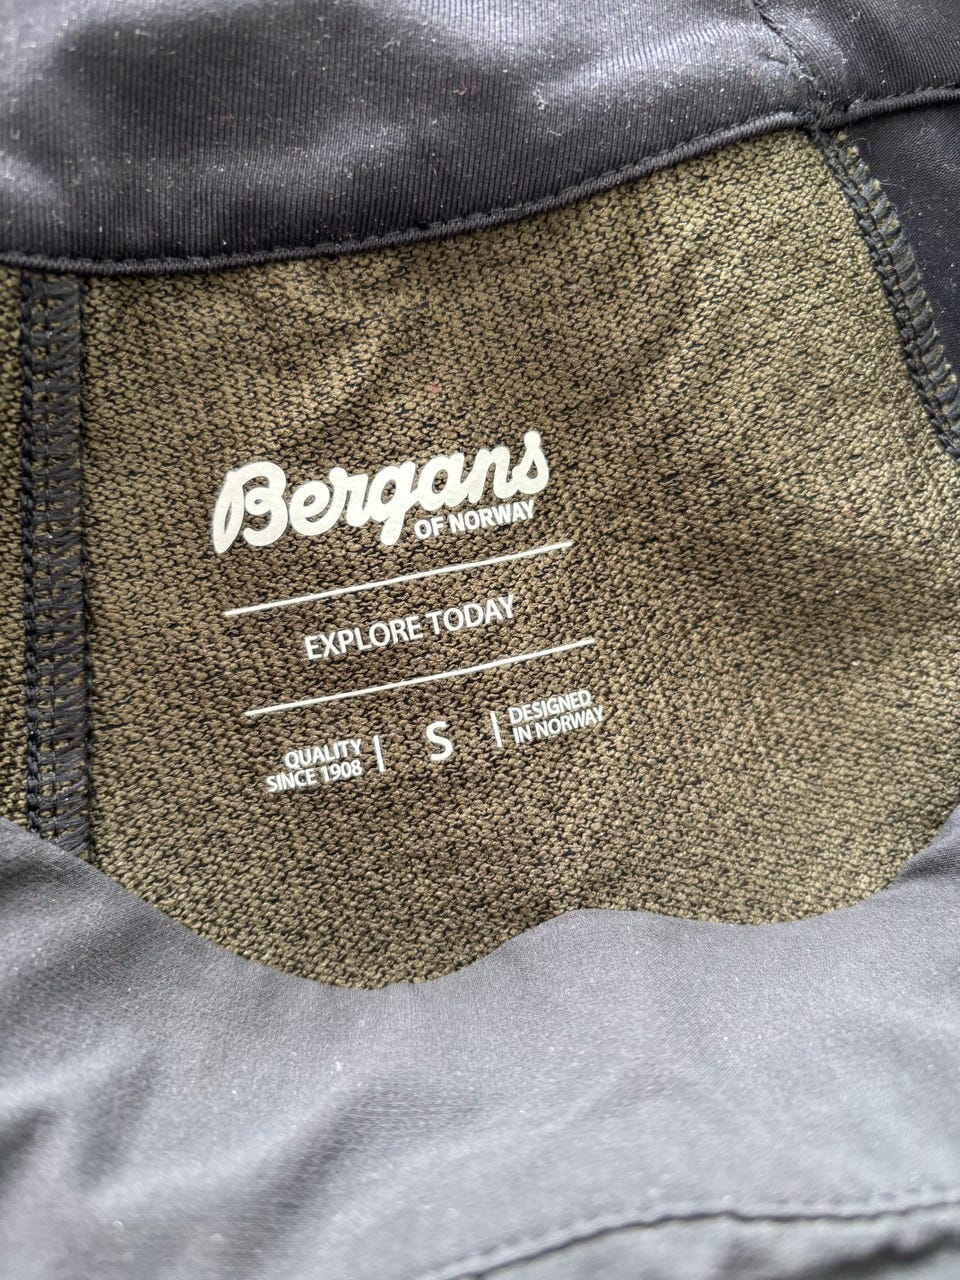 Bergans
OF NORWAY
EXPLORE TODAY
QUALITY
SINCE 1908
S
DESIGNED
IN NORWAY